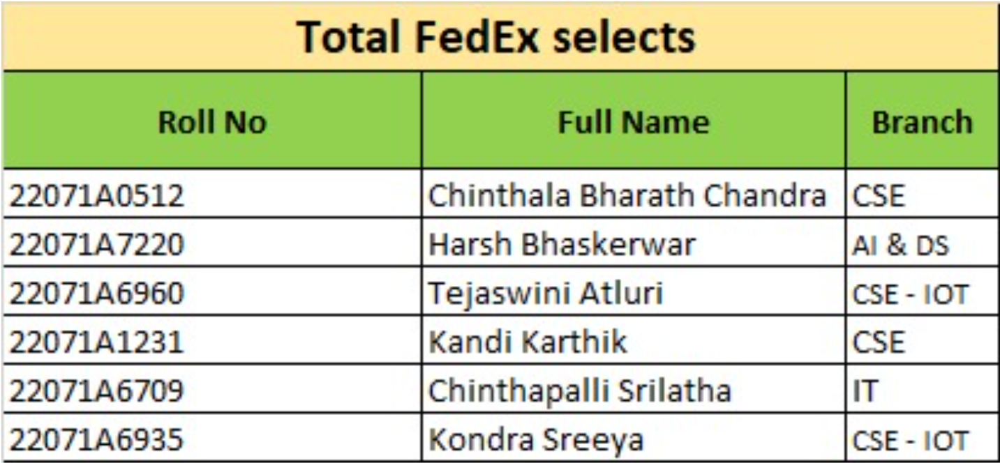 Total FedEx selects
Roll No Full Name Branch
22071A0512 Chinthala Bharath Chandra CSE
22071A7220 Harsh Bhaskerwar AI & DS
22071A6960 Tejaswini Atluri CSE - IOT
22071A1231 Kandi Karthik CSE
22071A6709 Chinthapalli Srilatha IT
22071A6935 Kondra Sreeya CSE - IOT